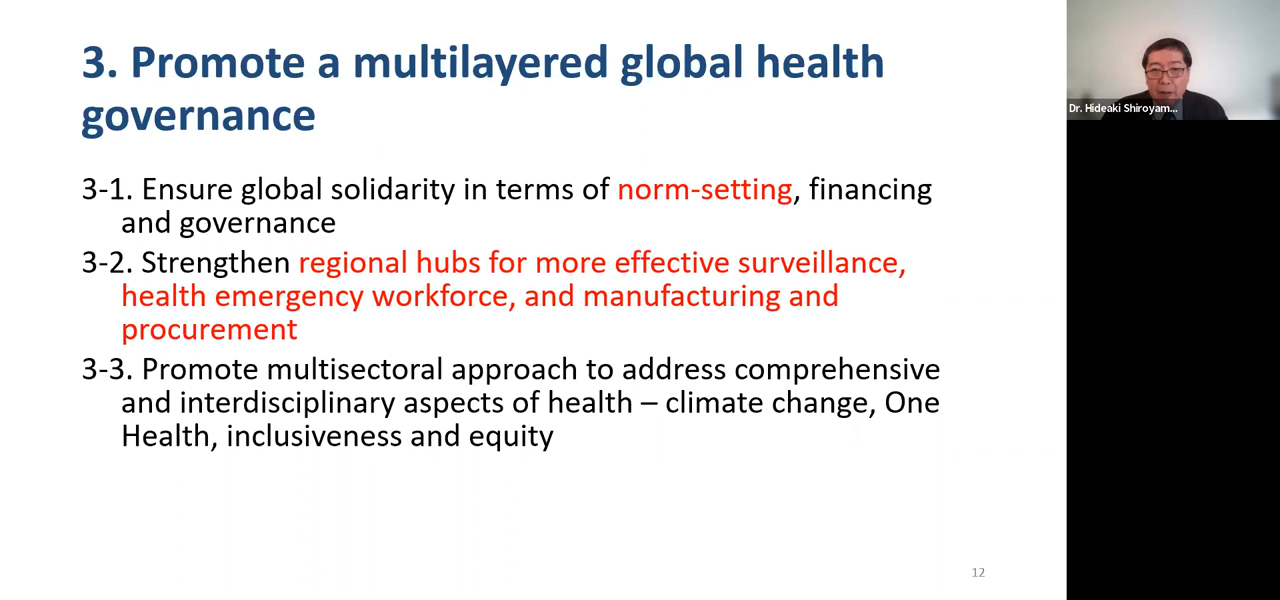 3. Promote a multilayered global health
governance
3-1. Ensure global solidarity in terms of norm-setting, financing
and governance
3-2. Strengthen regional hubs for more effective surveillance,
health emergency workforce, and manufacturing and
procurement
3-3. Promote multisectoral approach to address comprehensive
and interdisciplinary aspects of health – climate change, One
Health, inclusiveness and equity
12
Dr. Hideaki Shiroyam...